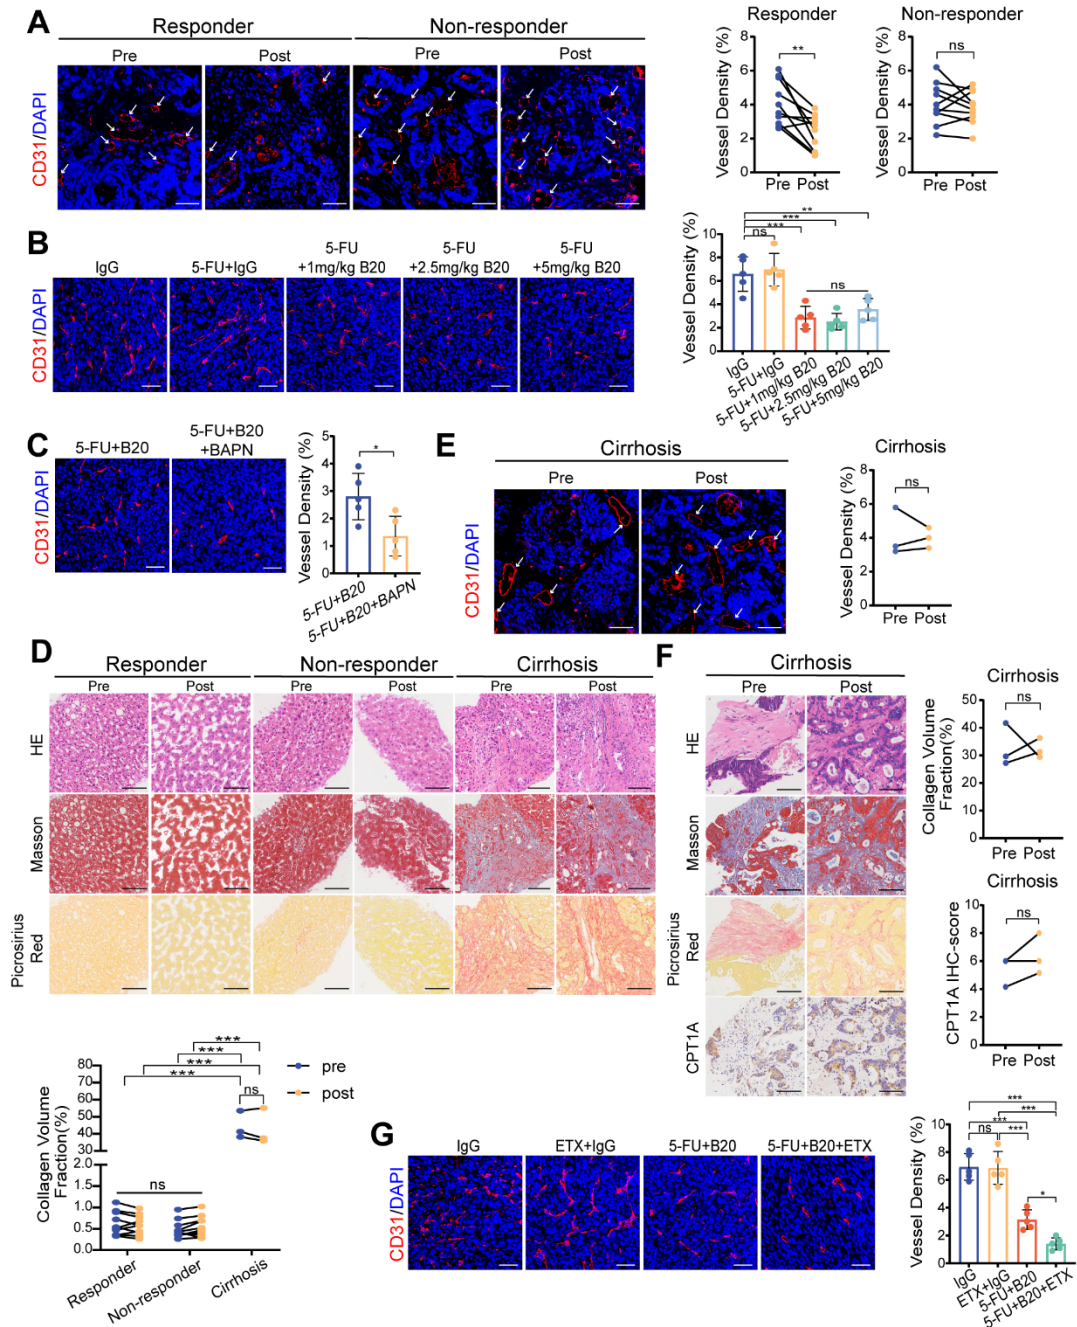 A
Responder
Non-responder
Pre
Post
Pre
Post
CD31/DAPI
Responder
Vessel Density (%)
8
6
4
2
0
**
Pre Post
Non-responder
Vessel Density (%)
8
6
4
2
0
ns
Pre Post
B
IgG
5-FU+IgG
5-FU
+1mg/kg B20
5-FU
+2.5mg/kg B20
5-FU
+5mg/kg B20
CD31/DAPI
Vessel Density (%)
10
8
6
4
2
0
**
***
***
ns
ns
IgG
5-FU+IgG
5-FU+1mg/kg B20
5-FU+2.5mg/kg B20
5-FU+5mg/kg B20
C
5-FU+B20
5-FU+B20
+BAPN
CD31/DAPI
Vessel Density (%)
5
4
3
2
1
0
*
5-FU+B20
5-FU+B20+BAPN
E
Cirrhosis
Pre
Post
CD31/DAPI
Cirrhosis
Vessel Density (%)
8
6
4
2
0
ns
Pre Post
D
Responder
Non-responder
Cirrhosis
Pre
Post
Pre
Post
Pre
Post
HE
Masson
Picrosirius
Red
Collagen Volume
Fraction(%)
80
70
60
50
40
30
2.0
1.5
1.0
0.5
0.0
***
***
***
***
ns
ns
pre
post
Responder
Non-responder
Cirrhosis
F
Cirrhosis
Pre
Post
HE
Masson
Picrosirius
Red
CPT1A
Cirrhosis
Collagen Volume
Fraction(%)
50
40
30
20
10
0
ns
Pre Post
Cirrhosis
CPT1A IHC-score
10
8
6
4
2
0
ns
Pre Post
G
IgG
ETX+IgG
5-FU+B20
5-FU+B20+ETX
CD31/DAPI
Vessel Density (%)
10
8
6
4
2
0
***
***
***
ns
***
*
IgG
ETX+IgG
5-FU+B20
5-FU+B20+ETX